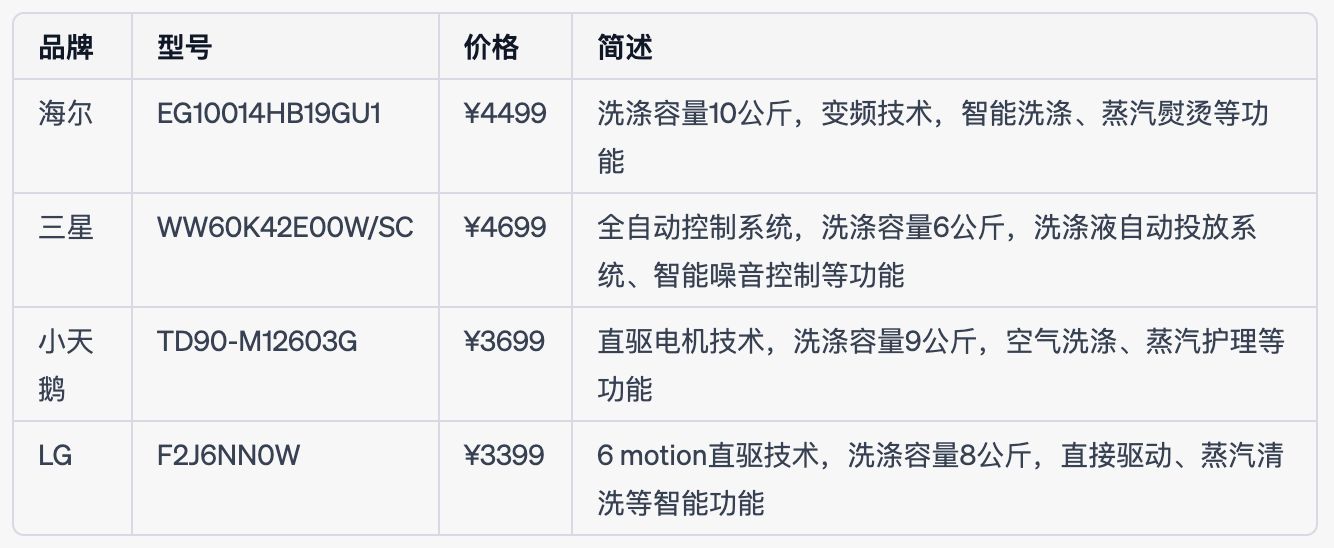 品牌 型号 价格 简述
海尔 EG10014HB19GU1 ¥4499 洗涤容量10公斤，变频技术，智能洗涤、蒸汽熨烫等功
能
三星 WW60K42E00W/SC ¥4699 全自动控制系统，洗涤容量6公斤，洗涤液自动投放系
统、智能噪音控制等功能
小天 TD90-M12603G ¥3699 直驱电机技术，洗涤容量9公斤，空气洗涤、蒸汽护理等
鹅 功能
LG F2J6NN0W ¥3399 6 motion直驱技术，洗涤容量8公斤，直接驱动、蒸汽清
洗等智能功能